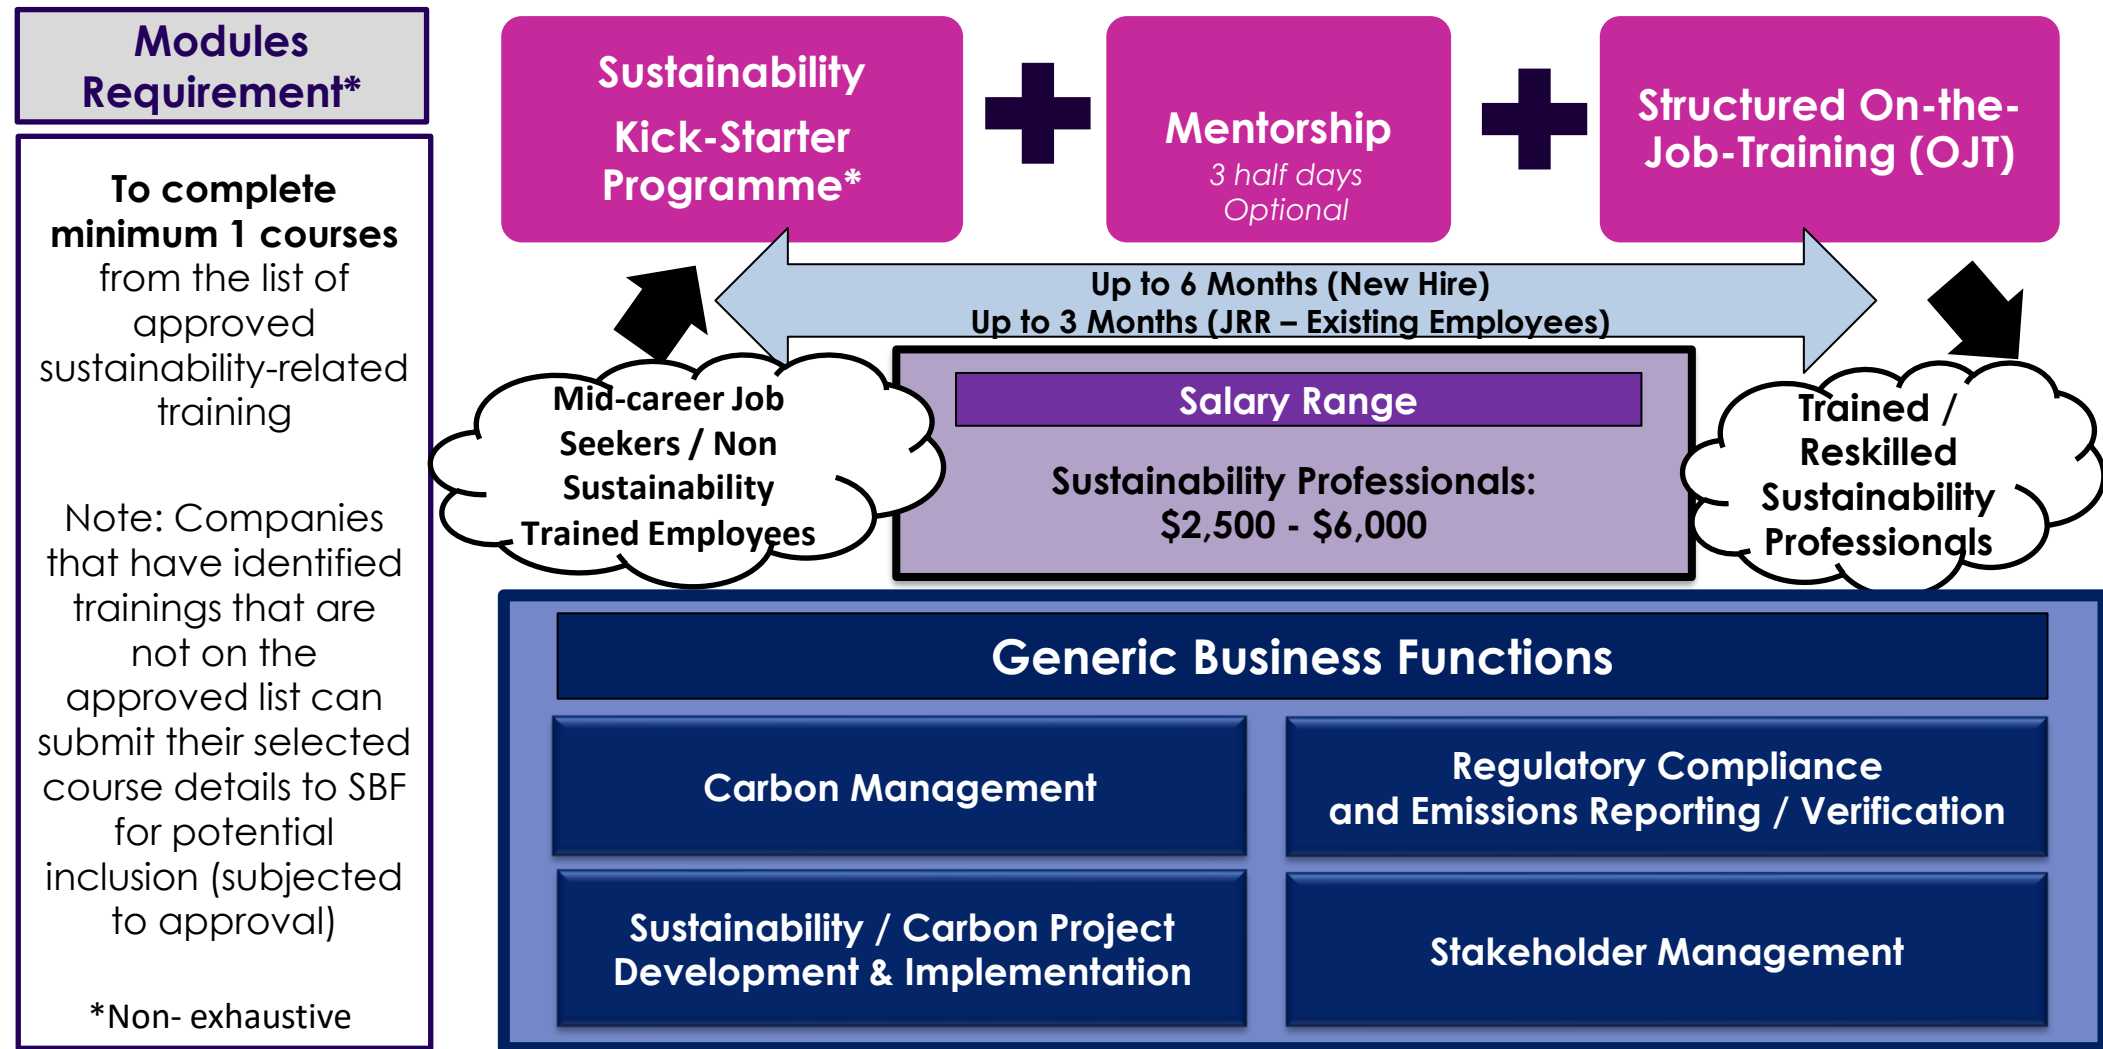 Modules
Requirement*
To complete
minimum 1 courses
from the list of
approved
sustainability-related
training
Note: Companies
that have identified
trainings that are
not on the
approved list can
submit their selected
course details to SBF
for potential
inclusion (subjected
to approval)
*Non- exhaustive
Sustainability
Kick-Starter
Programme*
Mentorship
3 half days
Optional
Structured On-the-
Job-Training (OJT)
Up to 6 Months (New Hire)
Up to 3 Months (JRR – Existing Employees)
Mid-career Job
Seekers / Non
Sustainability
Trained Employees
Salary Range
Sustainability Professionals:
$2,500 - $6,000
Trained /
Reskilled
Sustainability
Professionals
Generic Business Functions
Carbon Management
Regulatory Compliance
and Emissions Reporting / Verification
Sustainability / Carbon Project
Development & Implementation
Stakeholder Management